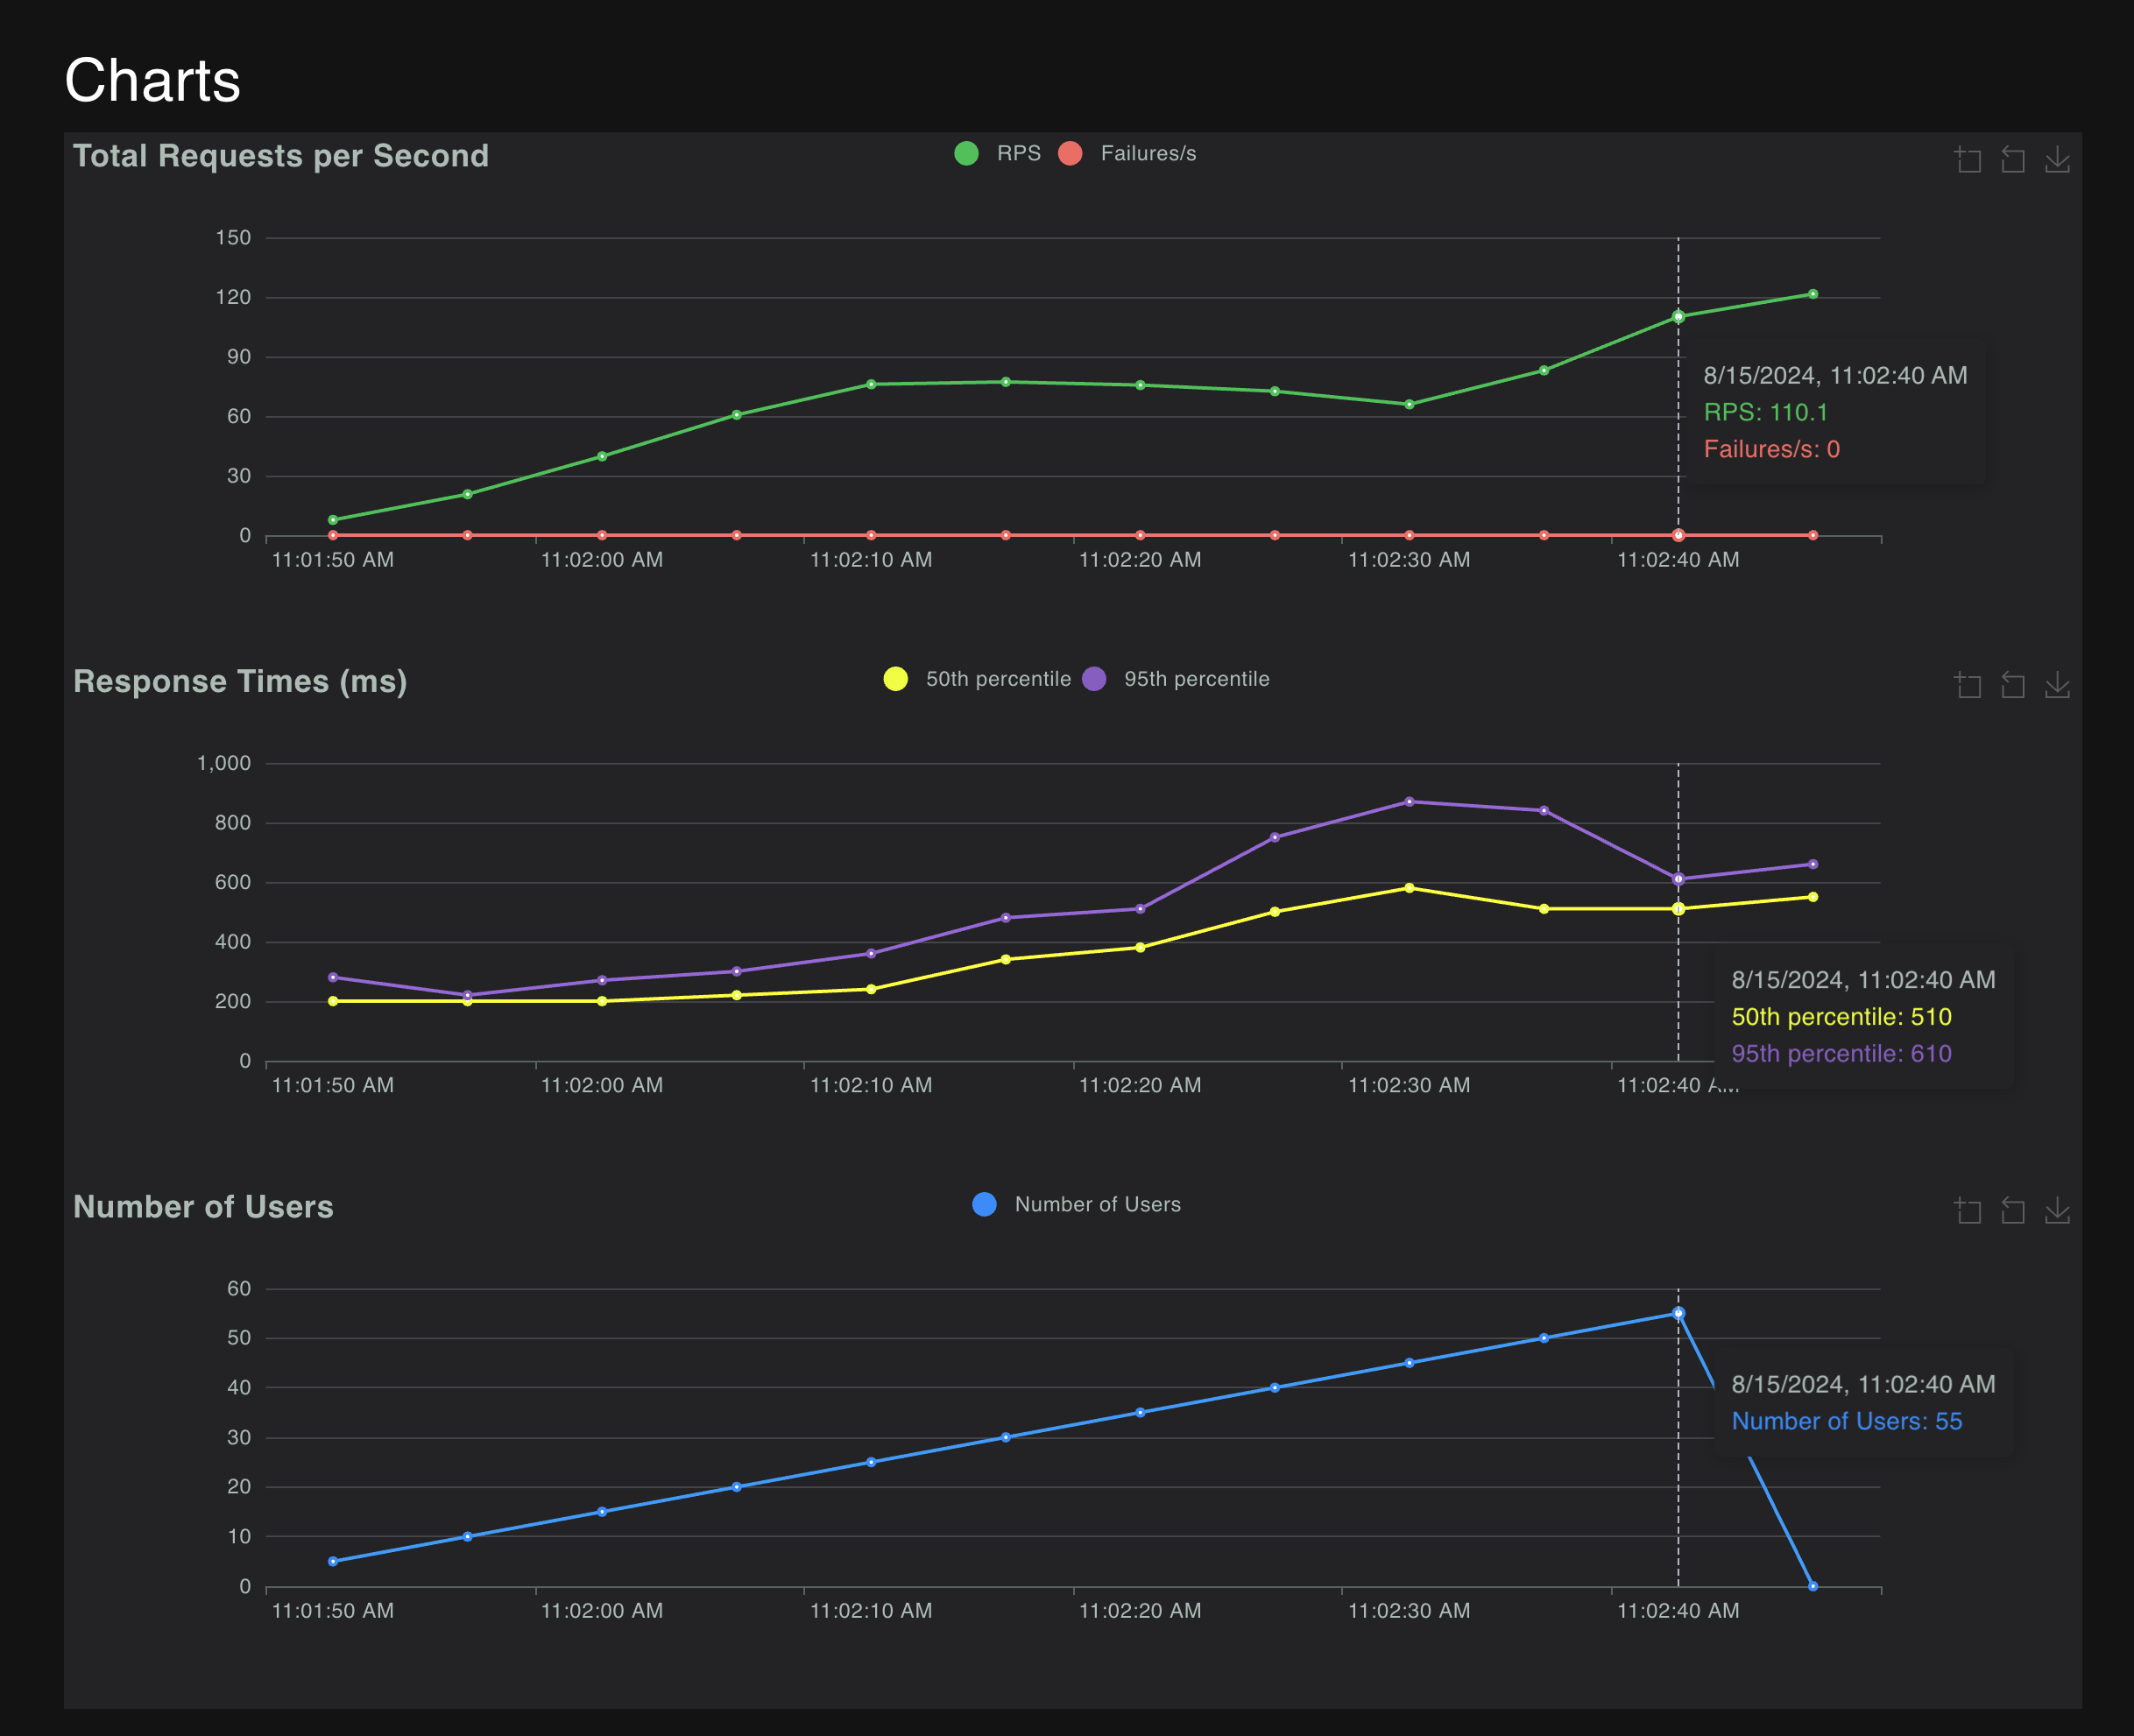 Charts
Total Requests per Second
RPS Failures/s
150
120
90
60
30
0
8/15/2024, 11:02:40 AM
RPS: 110.1
Failures/s: 0
11:01:50 AM 11:02:00 AM 11:02:10 AM 11:02:20 AM 11:02:30 AM 11:02:40 AM
Response Times (ms)
50th percentile 95th percentile
1,000
800
600
400
200
0
8/15/2024, 11:02:40 AM
50th percentile: 510
95th percentile: 610
11:01:50 AM 11:02:00 AM 11:02:10 AM 11:02:20 AM 11:02:30 AM 11:02:40 AM
Number of Users
Number of Users
60
50
40
30
20
10
0
8/15/2024, 11:02:40 AM
Number of Users: 55
11:01:50 AM 11:02:00 AM 11:02:10 AM 11:02:20 AM 11:02:30 AM 11:02:40 AM